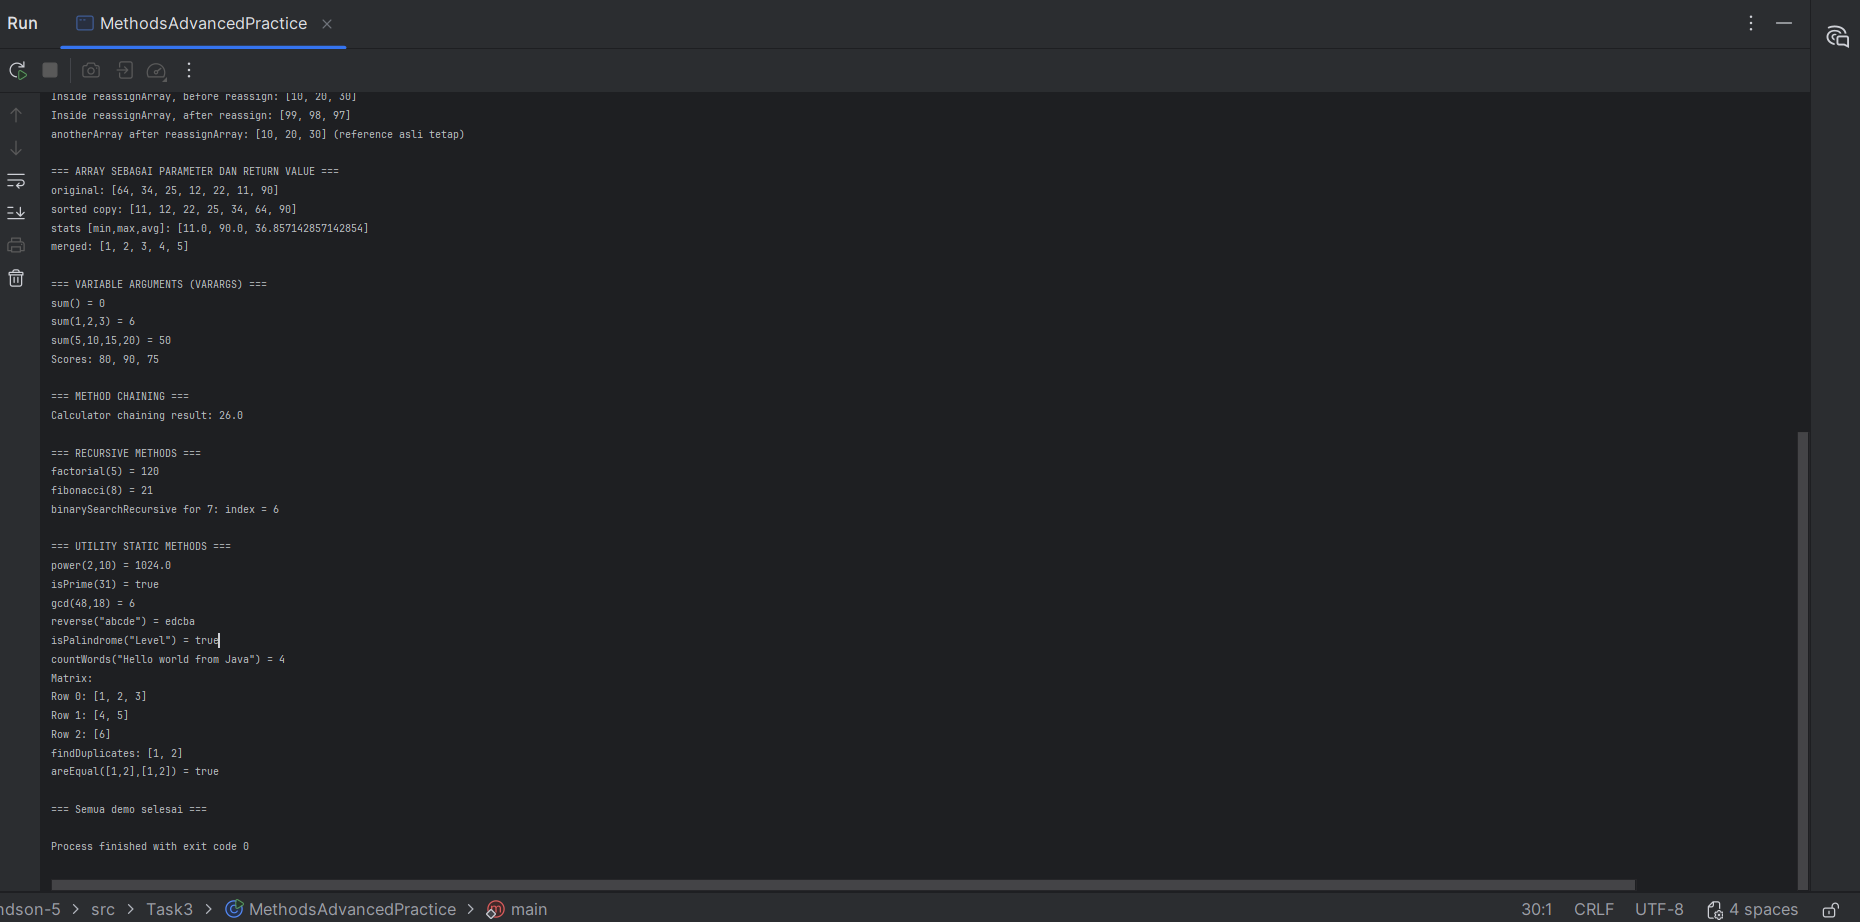 Run
MethodsAdvancedPractice
Inside reassignArray, before reassign: [10, 20, 30]
Inside reassignArray, after reassign: [99, 98, 97]
anotherArray after reassignArray: [10, 20, 30] (reference asli tetap)
=== ARRAY SEBAGAI PARAMETER DAN RETURN VALUE ===
original: [64, 34, 25, 12, 22, 11, 90]
sorted copy: [11, 12, 22, 25, 34, 64, 90]
stats [min,max,avg]: [11.0, 90.0, 36.857142857142854]
merged: [1, 2, 3, 4, 5]
=== VARIABLE ARGUMENTS (VARARGS) ===
sum() = 0
sum(1,2,3) = 6
sum(5,10,15,20) = 50
Scores: 80, 90, 75
=== METHOD CHAINING ===
Calculator chaining result: 26.0
=== RECURSIVE METHODS ===
factorial(5) = 120
fibonacci(8) = 21
binarySearchRecursive for 7: index = 6
=== UTILITY STATIC METHODS ===
power(2,10) = 1024.0
isPrime(31) = true
gcd(48,18) = 6
reverse("abcde") = edcba
isPalindrome("Level") = true
countWords("Hello world from Java") = 4
Matrix:
Row 0: [1, 2, 3]
Row 1: [4, 5]
Row 2: [6]
findDuplicates: [1, 2]
areEqual([1,2],[1,2]) = true
=== Semua demo selesai ===
Process finished with exit code 0
ndson-5 > src > Task3 > MethodsAdvancedPractice > main
30:1 CRLF UTF-8 4 spaces